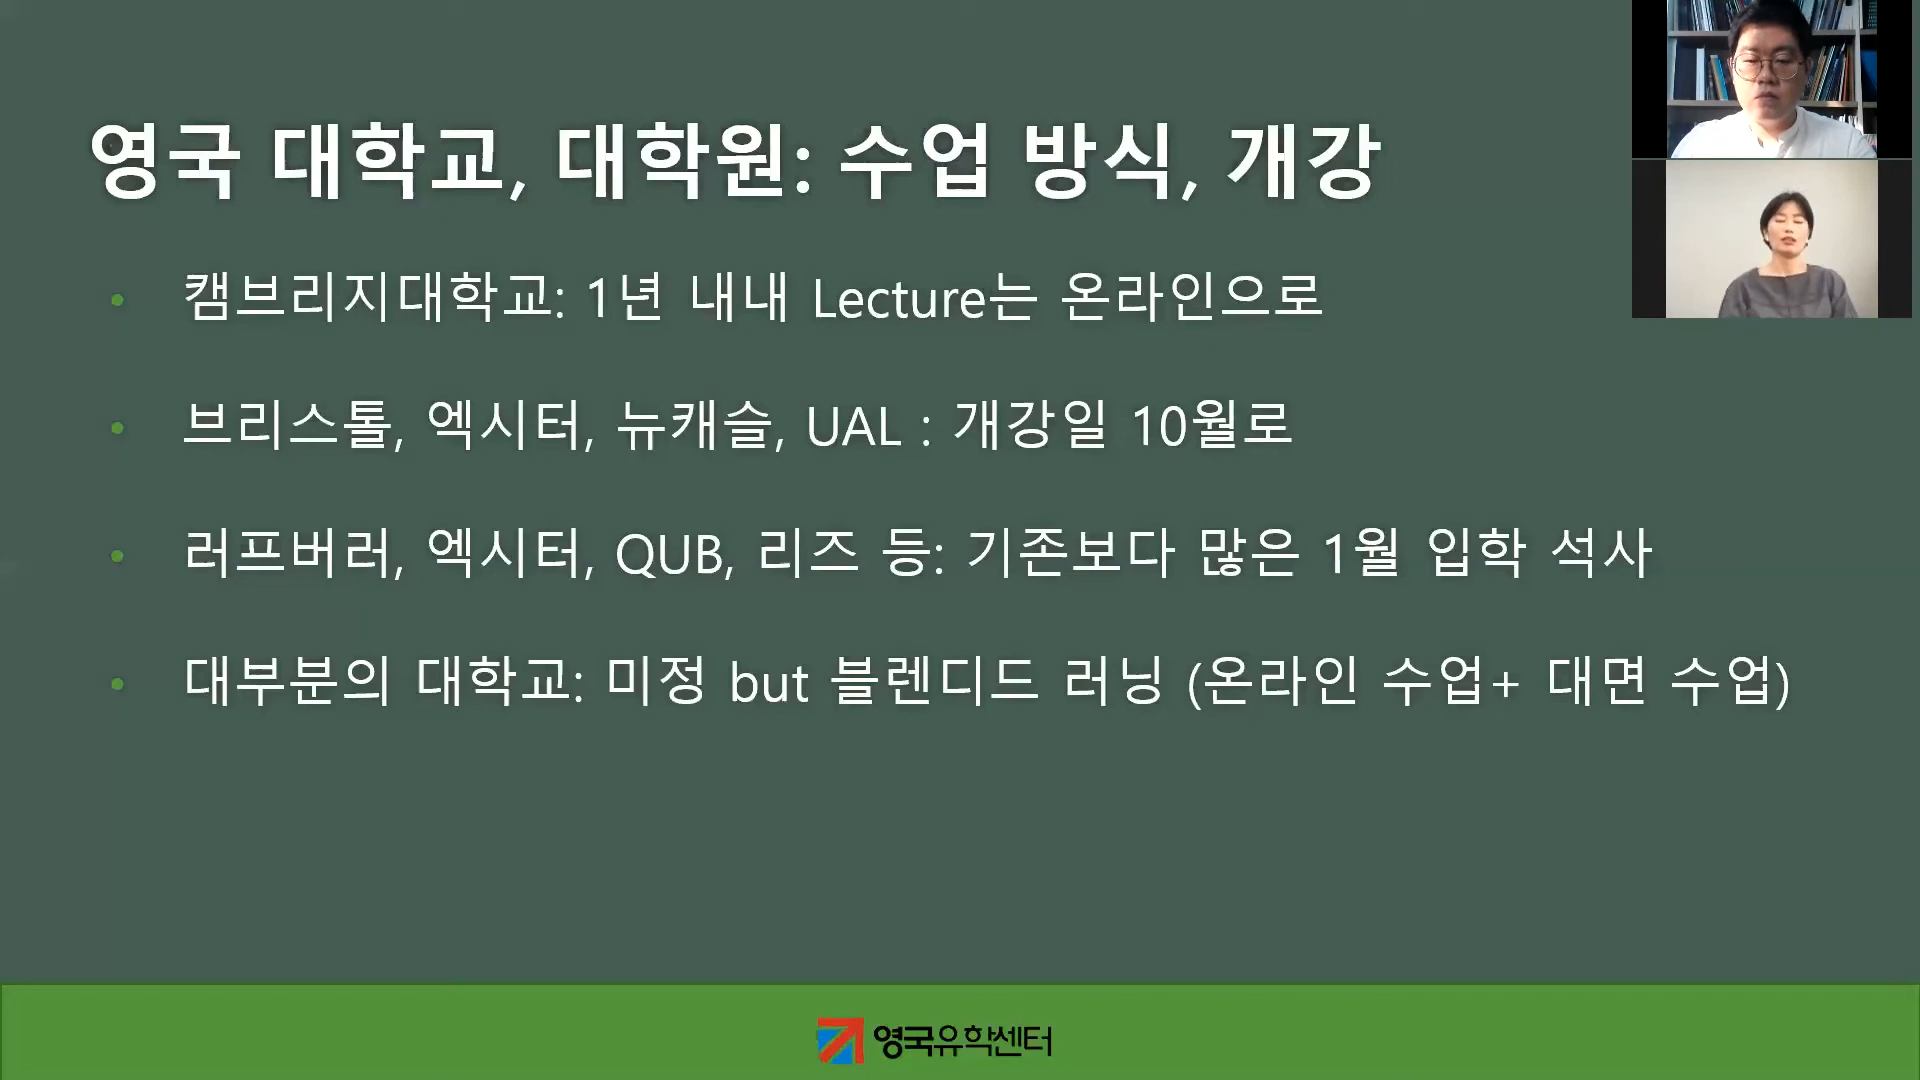 영국 대학교, 대학원: 수업 방식, 개강
• 캠브리지대학교: 1년 내내 Lecture는 온라인으로
• 브리스톨, 엑시터, 뉴캐슬, UAL : 개강일 10월로
• 러프버러, 엑시터, QUB, 리즈 등: 기존보다 많은 1월 입학 석사
• 대부분의 대학교: 미정 but 블렌디드 러닝 (온라인 수업+ 대면 수업)
영국유학센터